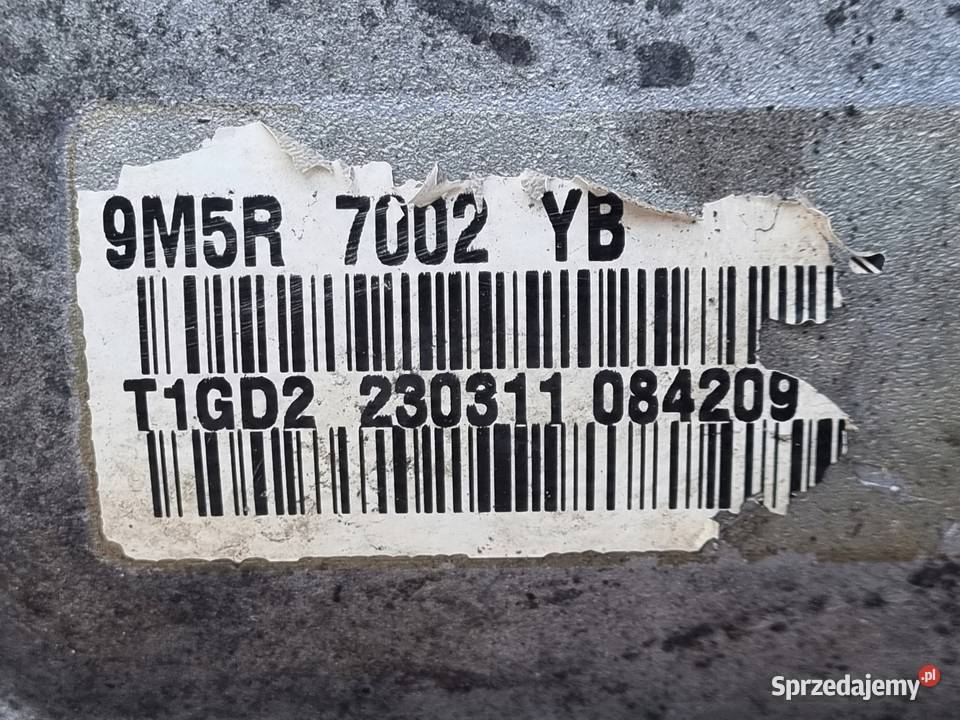 9M5R 7002 YB
T1GD2 230311 084209
Sprzedajemy.pl